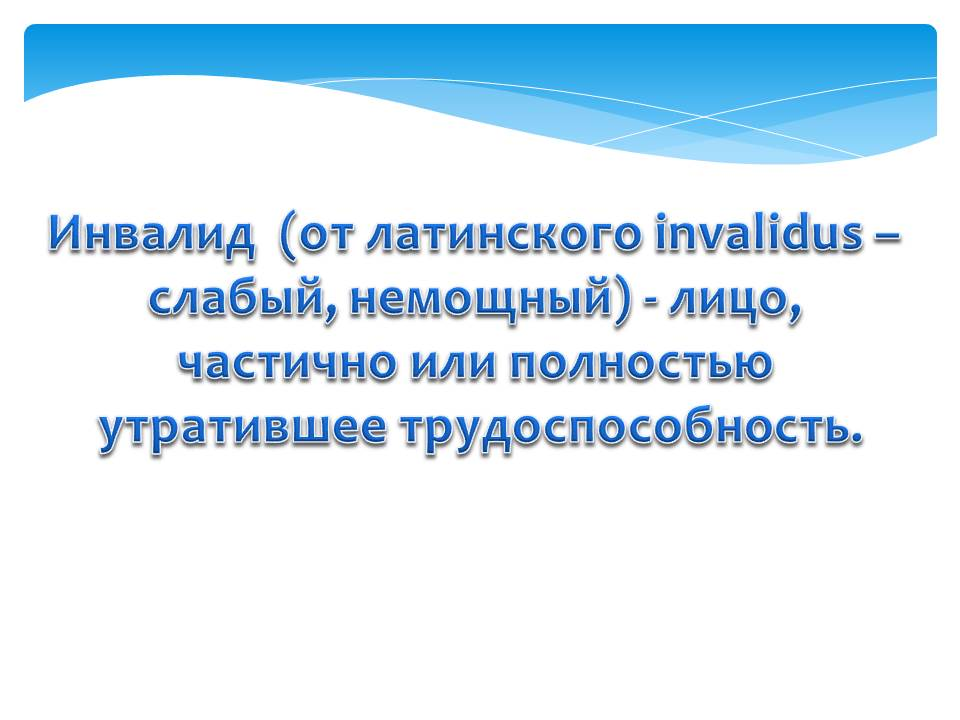 Инвалид  (от латинского invalidus –
слабый, немощный) - лицо,
частично или полностью
утратившее трудоспособность.